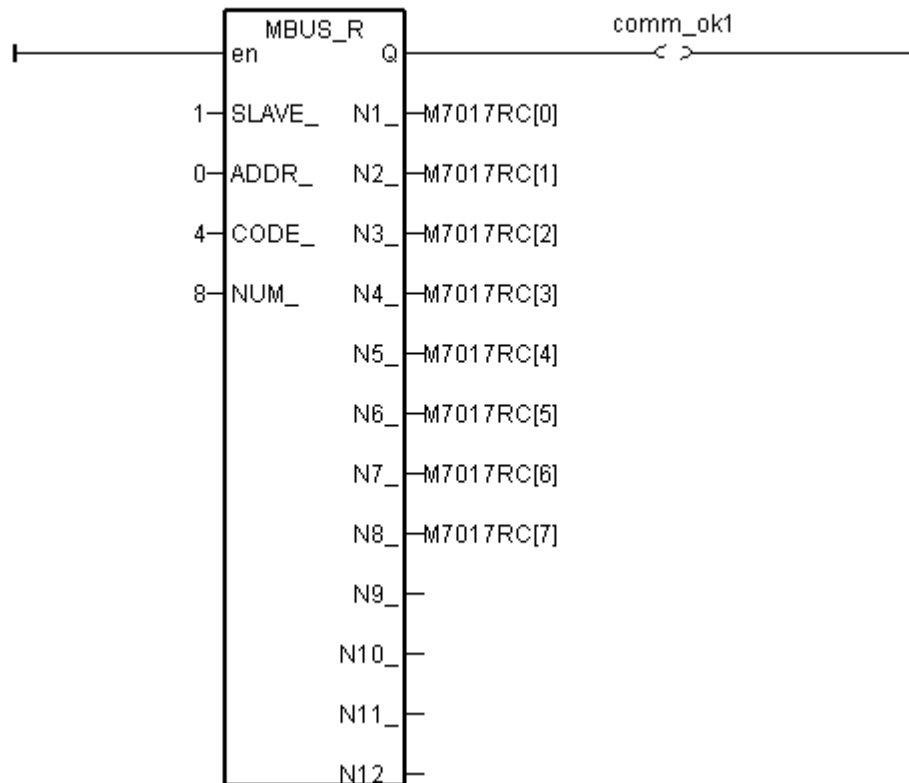 MBUS_R
comm_ok1
en Q
1 SLAVE_ N1_ M7017RC[0]
0 ADDR_ N2_ M7017RC[1]
4 CODE_ N3_ M7017RC[2]
8 NUM_ N4_ M7017RC[3]
N5_ M7017RC[4]
N6_ M7017RC[5]
N7_ M7017RC[6]
N8_ M7017RC[7]
N9_
N10_
N11_
N12_